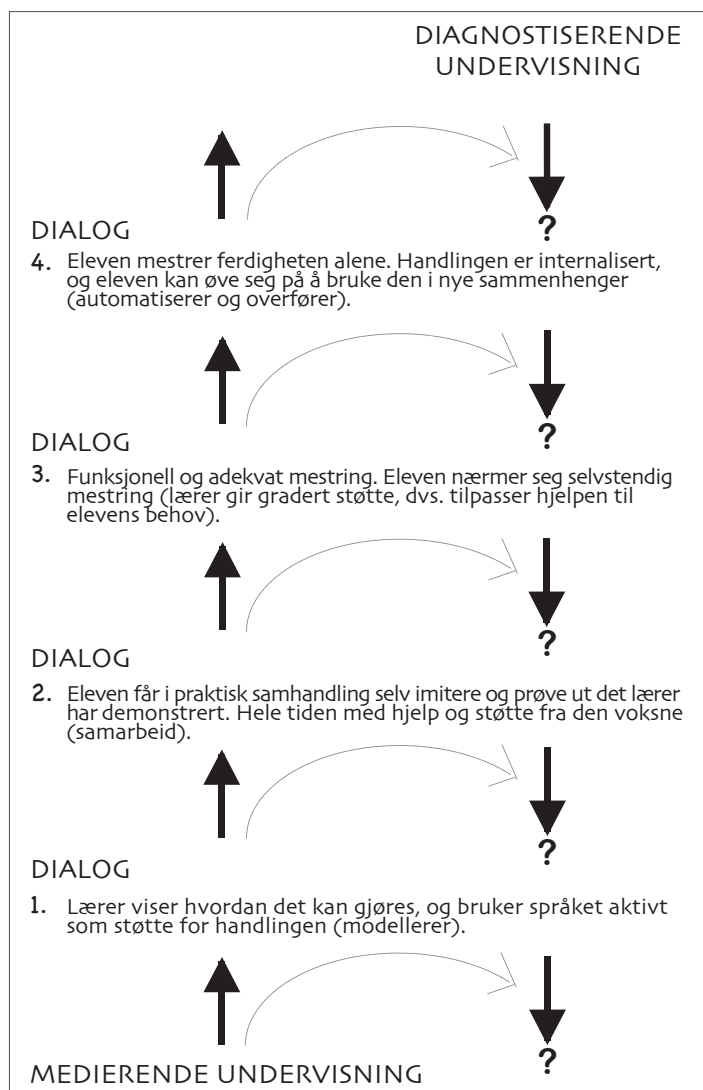 DIAGNOSTISERENDE
UNDERVISNING
?
DIALOG
4. Eleven mestrer ferdigheten alene. Handlingen er internalisert,
og eleven kan øve seg på å bruke den i nye sammenhenger
(automatiserer og overfører).
?
DIALOG
3. Funksjonell og adekvat mestring. Eleven nærmer seg selvstendig
mestring (lærer gir gradert støtte, dvs. tilpasser hjelpen til
elevens behov).
?
DIALOG
2. Eleven får i praktisk samhandling selv imitere og prøve ut det lærer
har demonstrert. Hele tiden med hjelp og støtte fra den voksne
(samarbeid).
?
DIALOG
1. Lærer viser hvordan det kan gjøres, og bruker språket aktivt
som støtte for handlingen (modellerer).
?
MEDIERENDE UNDERVISNING